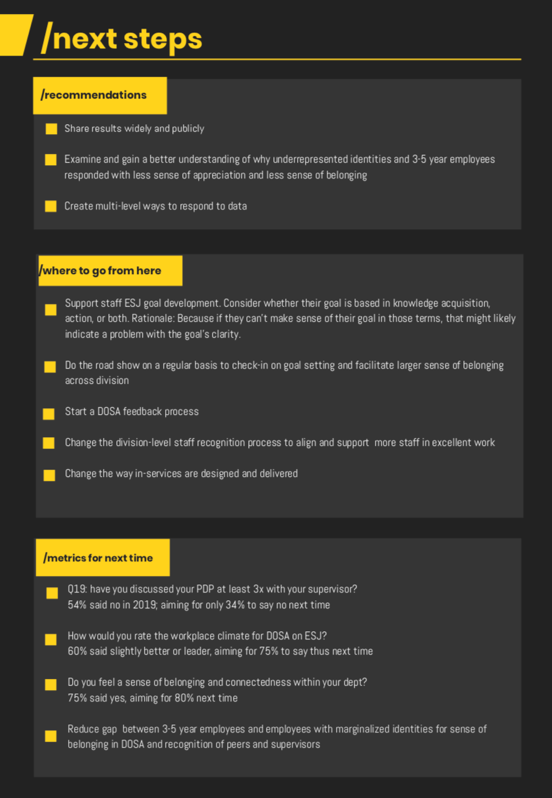 /next steps
/recommendations
Share results widely and publicly
Examine and gain a better understanding of why underrepresented identities and 3-5 year employees
responded with less sense of appreciation and less sense of belonging
Create multi-level ways to respond to data
/where to go from here
Support staff ESJ goal development. Consider whether their goal is based in knowledge acquisition,
action, or both. Rationale: Because if they can't make sense of their goal in those terms, that might likely
indicate a problem with the goal's clarity.
Do the road show on a regular basis to check-in on goal setting and facilitate larger sense of belonging
across division
Start a DOSA feedback process
Change the division-level staff recognition process to align and support more staff in excellent work
Change the way in-services are designed and delivered
/metrics for next time
Q19: have you discussed your PDP at least 3x with your supervisor?
54% said no in 2019; aiming for only 34% to say no next time
How would you rate the workplace climate for DOSA on ESJ?
60% said slightly better or leader, aiming for 75% to say thus next time
Do you feel a sense of belonging and connectedness within your dept?
75% said yes, aiming for 80% next time
Reduce gap between 3-5 year employees and employees with marginalized identities for sense of
belonging in DOSA and recognition of peers and supervisors